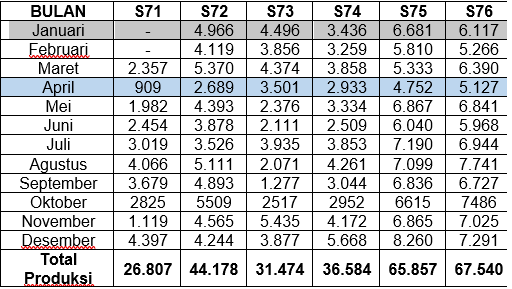 BULAN S71 S72 S73 S74 S75 S76
Januari - 4.966 4.496 3.436 6.681 6.117
Februari - 4.119 3.856 3.259 5.810 5.266
Maret 2.357 5.370 4.374 3.858 5.333 6.390
April 909 2.689 3.501 2.933 4.752 5.127
Mei 1.982 4.393 2.376 3.334 6.867 6.841
Juni 2.454 3.878 2.111 2.509 6.040 5.968
Juli 3.019 3.526 3.935 3.853 7.190 6.944
Agustus 4.066 5.111 2.071 4.261 7.099 7.741
September 3.679 4.893 1.277 3.044 6.836 6.727
Oktober 2825 5509 2517 2952 6615 7486
November 1.119 4.565 5.435 4.172 6.865 7.025
Desember 4.397 4.244 3.877 5.668 8.260 7.291
Total
Produksi 26.807 44.178 31.474 36.584 65.857 67.540